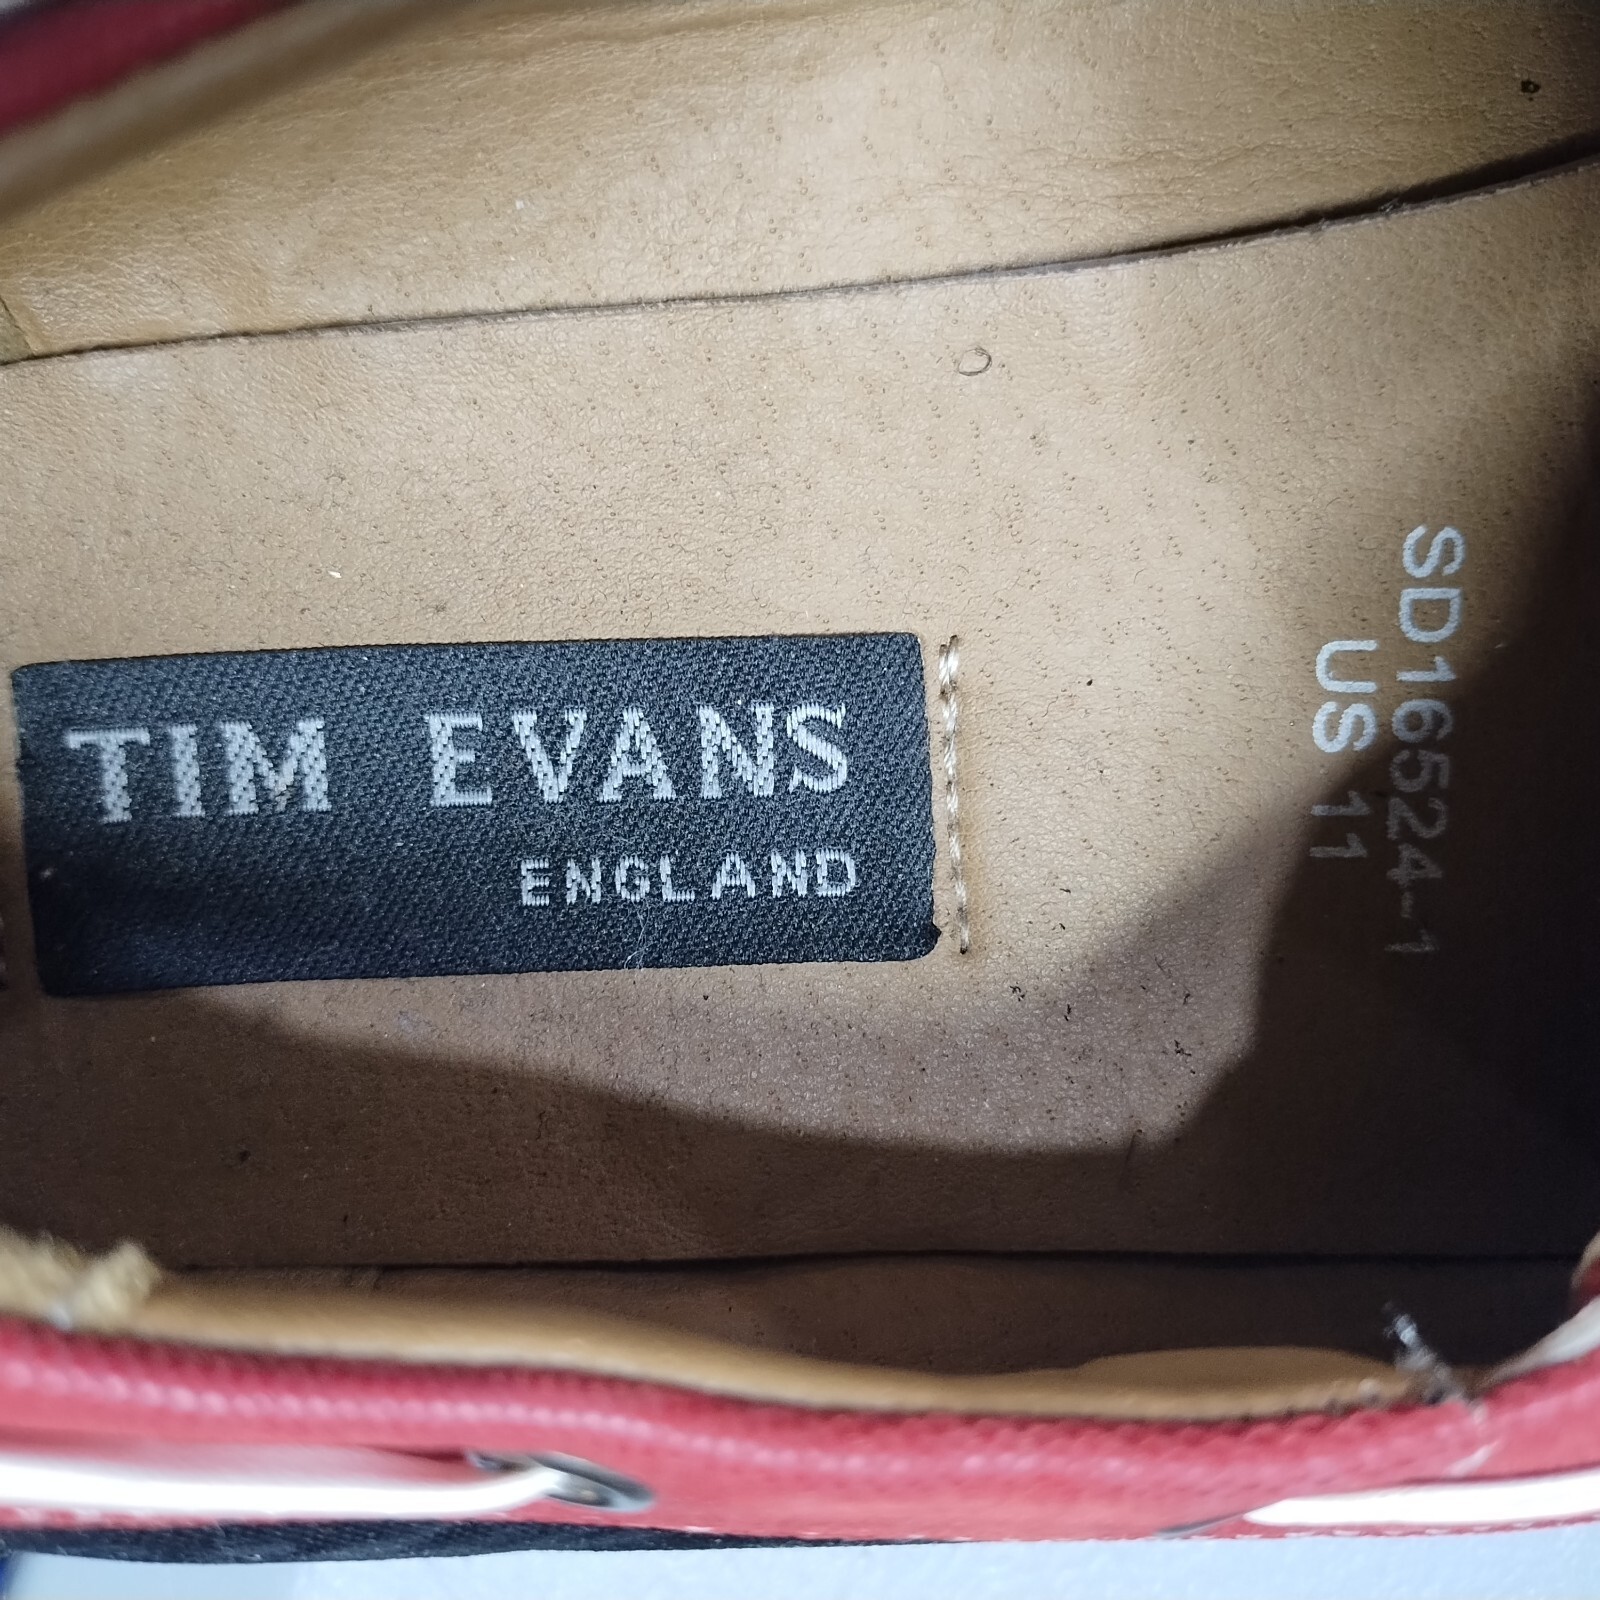 TIM EVANS
ENGLAND
SD16524-1
US 11